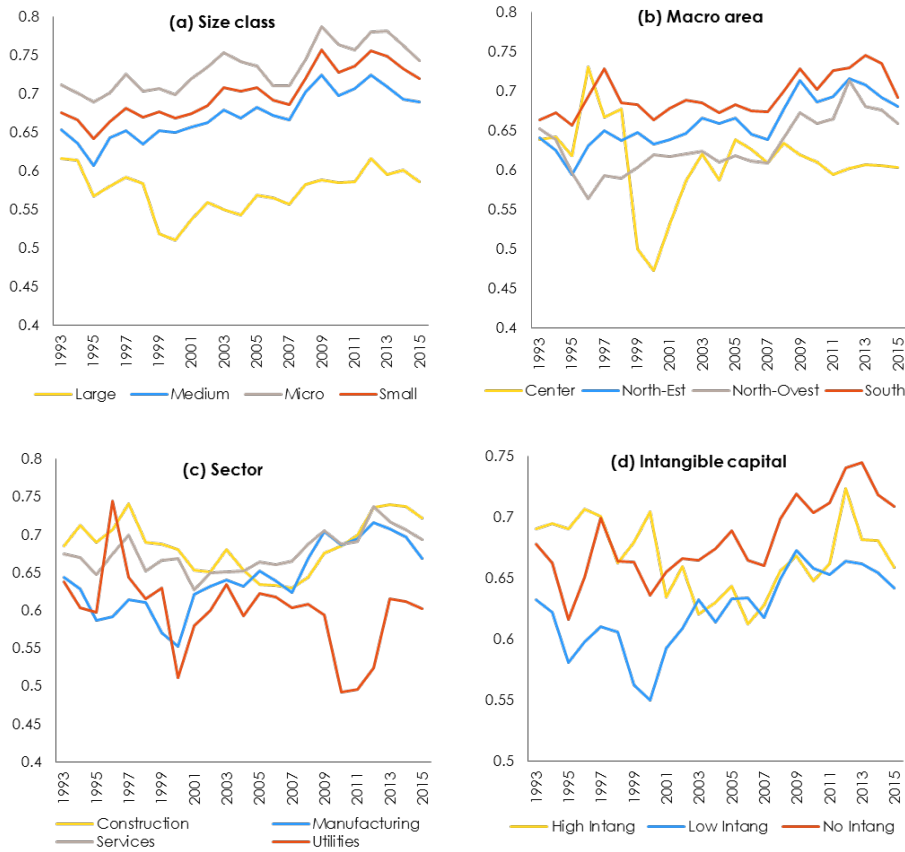 (a) Size class
0.8
0.75
0.7
0.65
0.6
0.55
0.5
0.45
0.4
1993 1995 1997 1999 2001 2003 2005 2007 2009 2011 2013 2015
Large Medium Micro Small
(b) Macro area
0.8
0.75
0.7
0.65
0.6
0.55
0.5
0.45
0.4
1993 1995 1997 1999 2001 2003 2005 2007 2009 2011 2013 2015
Center North-Est North-Ovest South
(c) Sector
0.8
0.75
0.7
0.65
0.6
0.55
0.5
0.45
0.4
1993 1995 1997 1999 2001 2003 2005 2007 2009 2011 2013 2015
Construction Manufacturing
Services Utilities
(d) Intangible capital
0.75
0.7
0.65
0.6
0.55
0.5
1993 1995 1997 1999 2001 2003 2005 2007 2009 2011 2013 2015
High Intang Low Intang No Intang